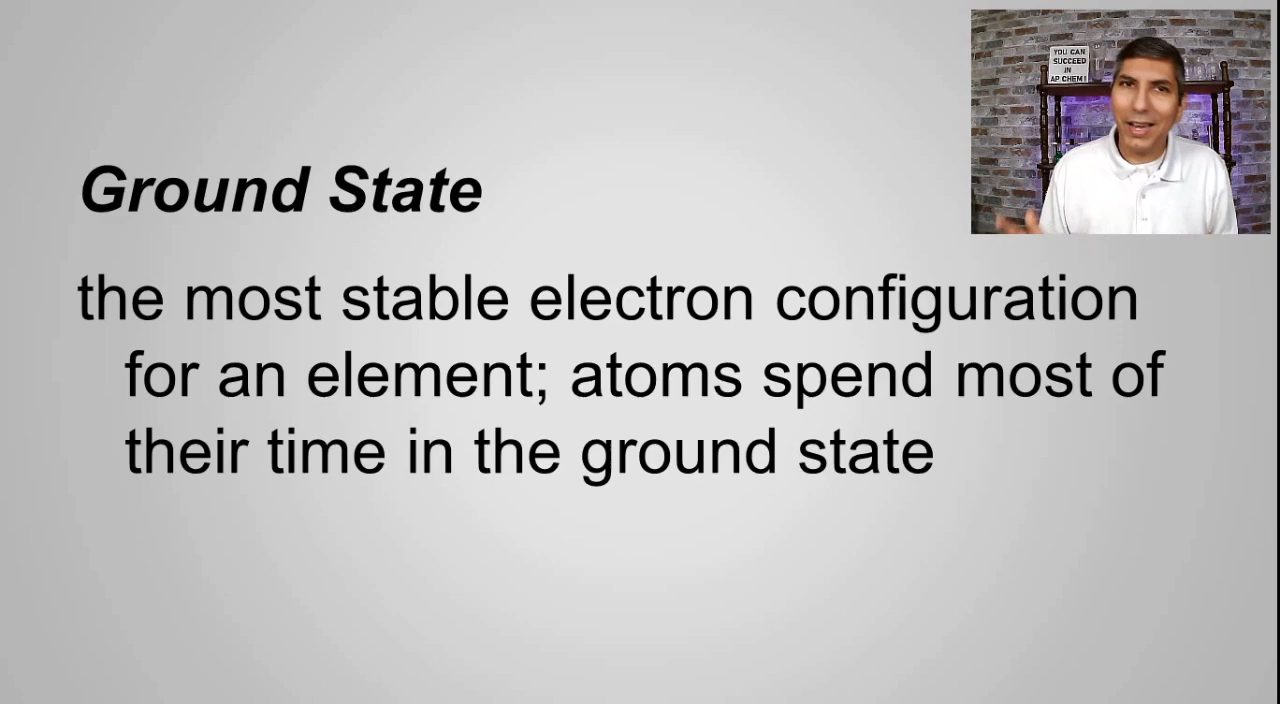 Ground State
the most stable electron configuration
for an element; atoms spend most of
their time in the ground state
YOU CAN
SUCCEED
IN
AP CHEM!